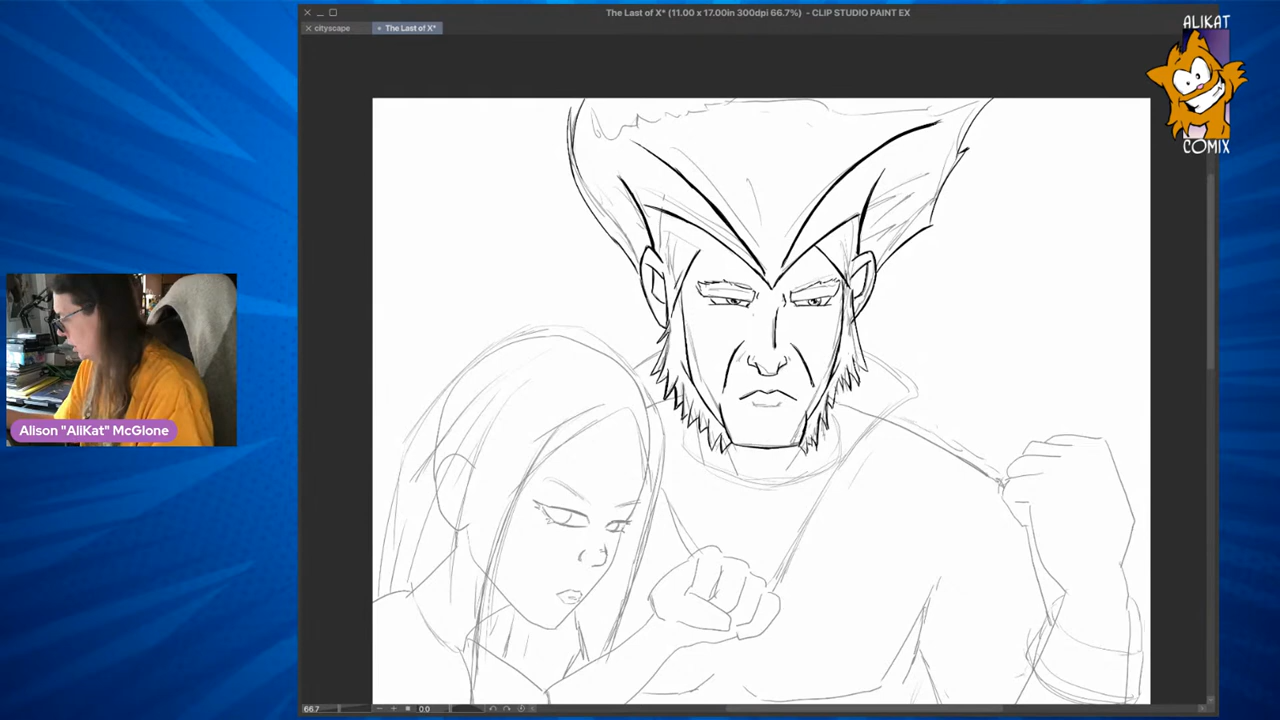 The Last of X* (11.00 x 17.00in 300dpi 66.7%) - CLIP STUDIO PAINT EX
cityscape
The Last of X*
ALIKAT
COMIX
Alison "AliKat" McGlone
66.7
0.0